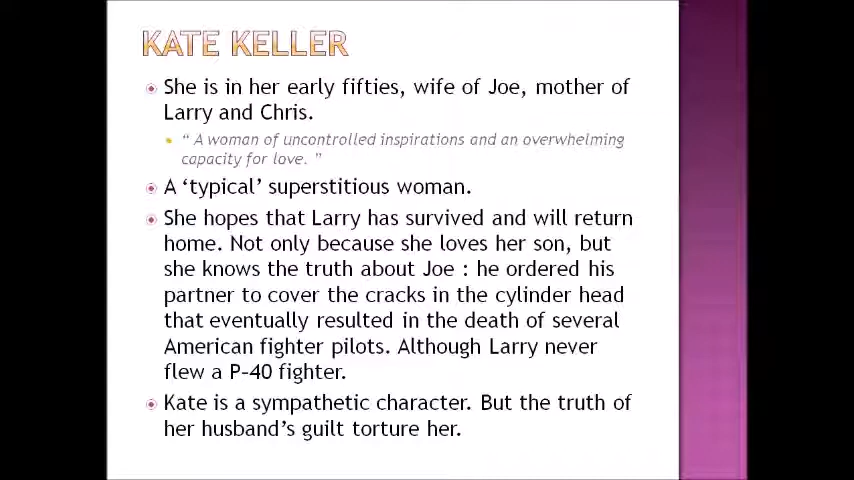 KATE KELLER
She is in her early fifties, wife of Joe, mother of
Larry and Chris.
“ A woman of uncontrolled inspirations and an overwhelming
capacity for love. ”
A ‘typical’ superstitious woman.
She hopes that Larry has survived and will return
home. Not only because she loves her son, but
she knows the truth about Joe : he ordered his
partner to cover the cracks in the cylinder head
that eventually resulted in the death of several
American fighter pilots. Although Larry never
flew a P-40 fighter.
Kate is a sympathetic character. But the truth of
her husband’s guilt torture her.